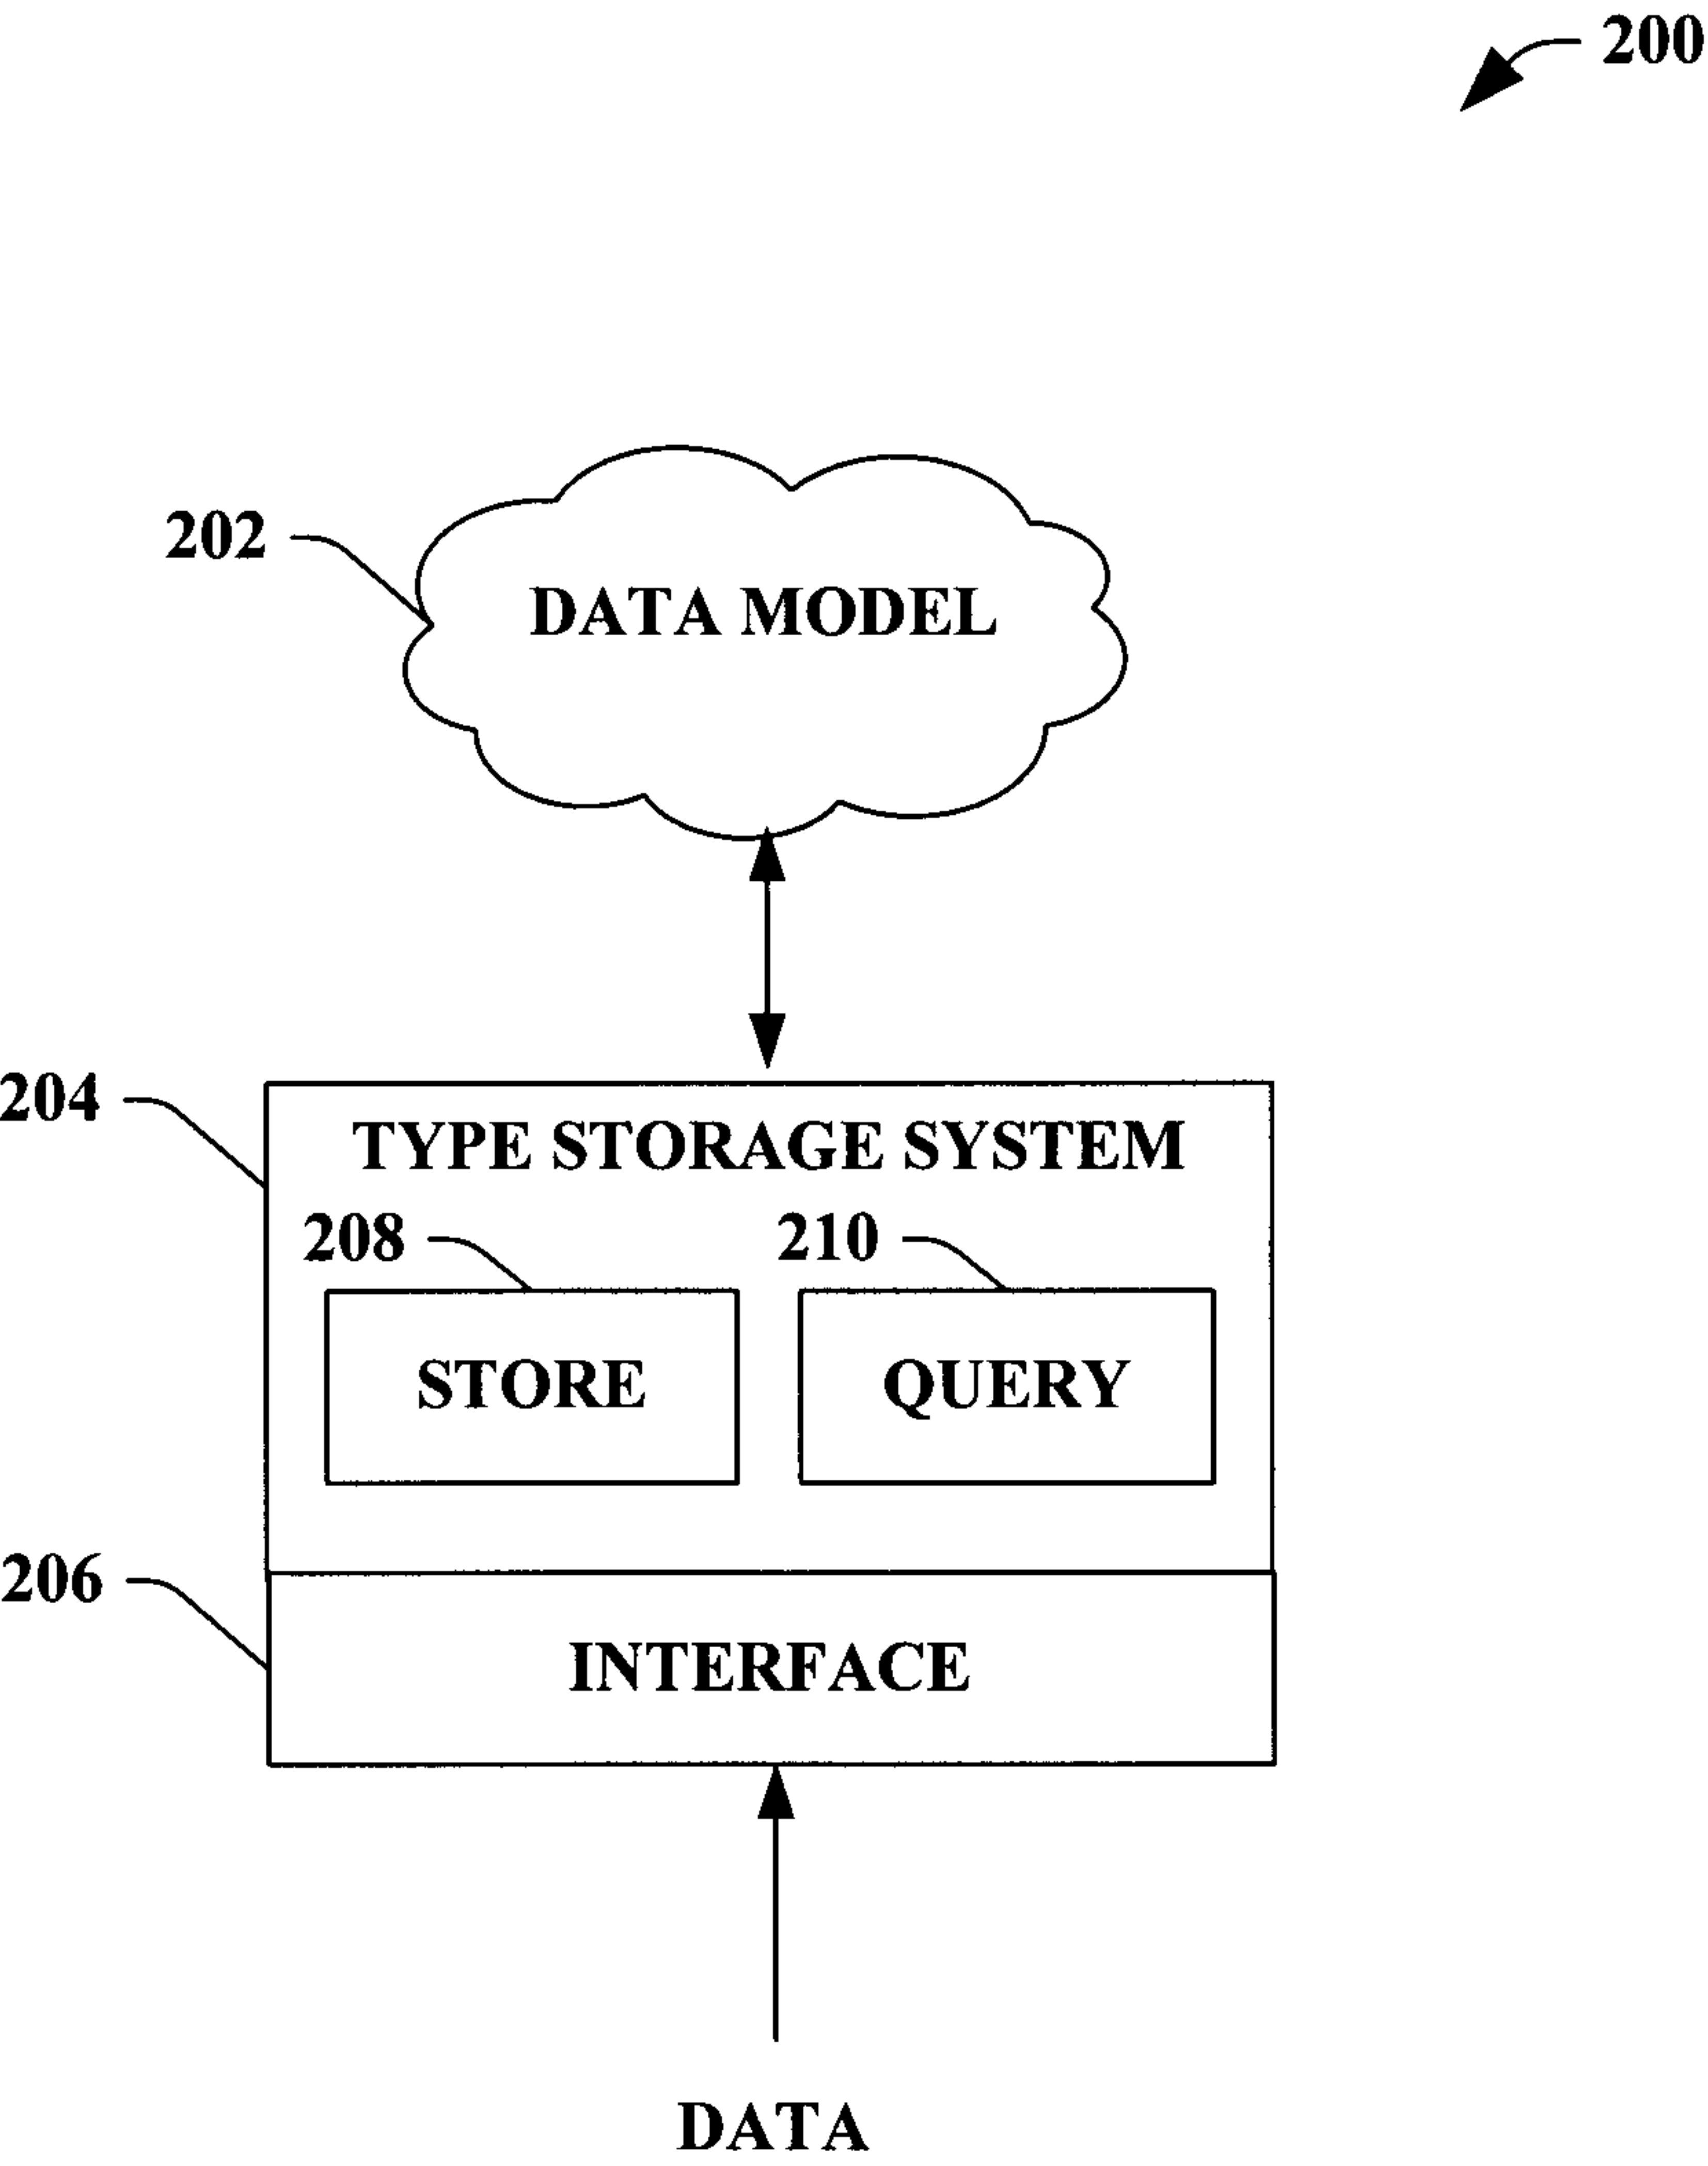 200
202
DATA MODEL
204
TYPE STORAGE SYSTEM
208
210
STORE
QUERY
206
INTERFACE
DATA